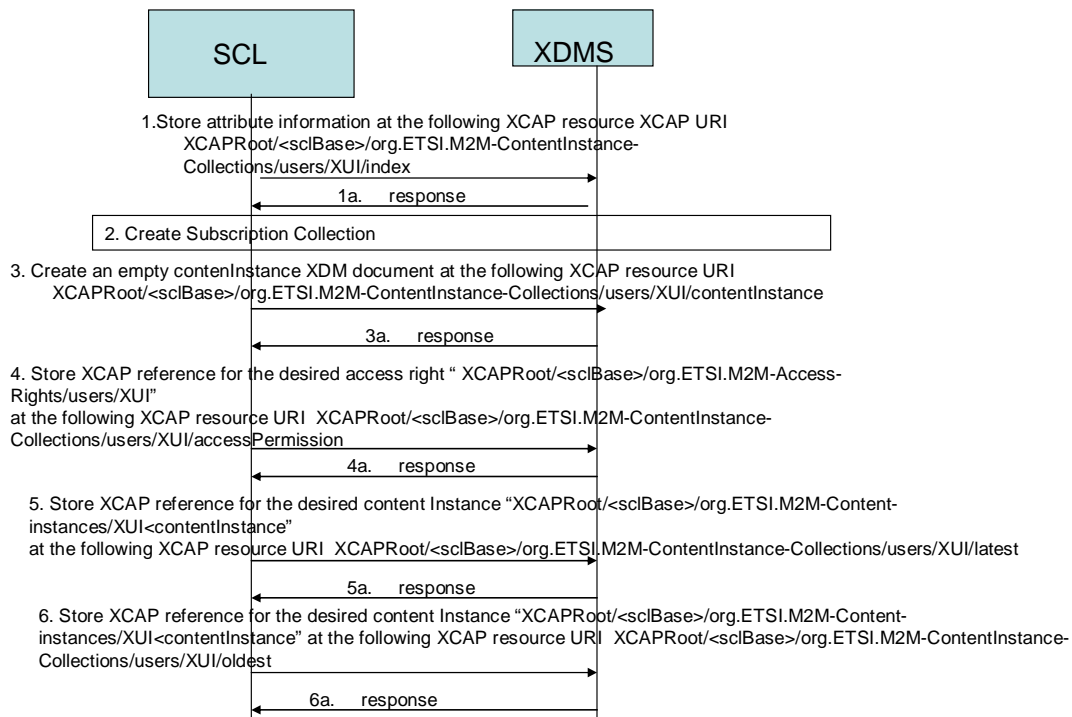 SCL
XDMS
1.Store attribute information at the following XCAP resource XCAP URI
XCAPRoot/<sclBase>/org.ETSI.M2M-ContentInstance-
Collections/users/XUI/index
1a. response
2. Create Subscription Collection
3. Create an empty contenInstance XDM document at the following XCAP resource URI
XCAPRoot/<sclBase>/org.ETSI.M2M-ContentInstance-Collections/users/XUI/contentInstance
3a. response
4. Store XCAP reference for the desired access right “ XCAPRoot/<sclBase>/org.ETSI.M2M-Access-
Rights/users/XUI”
at the following XCAP resource URI XCAPRoot/<sclBase>/org.ETSI.M2M-ContentInstance-
Collections/users/XUI/accessPermission
4a. response
5. Store XCAP reference for the desired content Instance “XCAPRoot/<sclBase>/org.ETSI.M2M-Content-
instances/XUI<contentInstance”
at the following XCAP resource URI XCAPRoot/<sclBase>/org.ETSI.M2M-ContentInstance-Collections/users/XUI/latest
5a. response
6. Store XCAP reference for the desired content Instance “XCAPRoot/<sclBase>/org.ETSI.M2M-Content-
instances/XUI<contentInstance” at the following XCAP resource URI XCAPRoot/<sclBase>/org.ETSI.M2M-ContentInstance-
Collections/users/XUI/oldest
6a. response